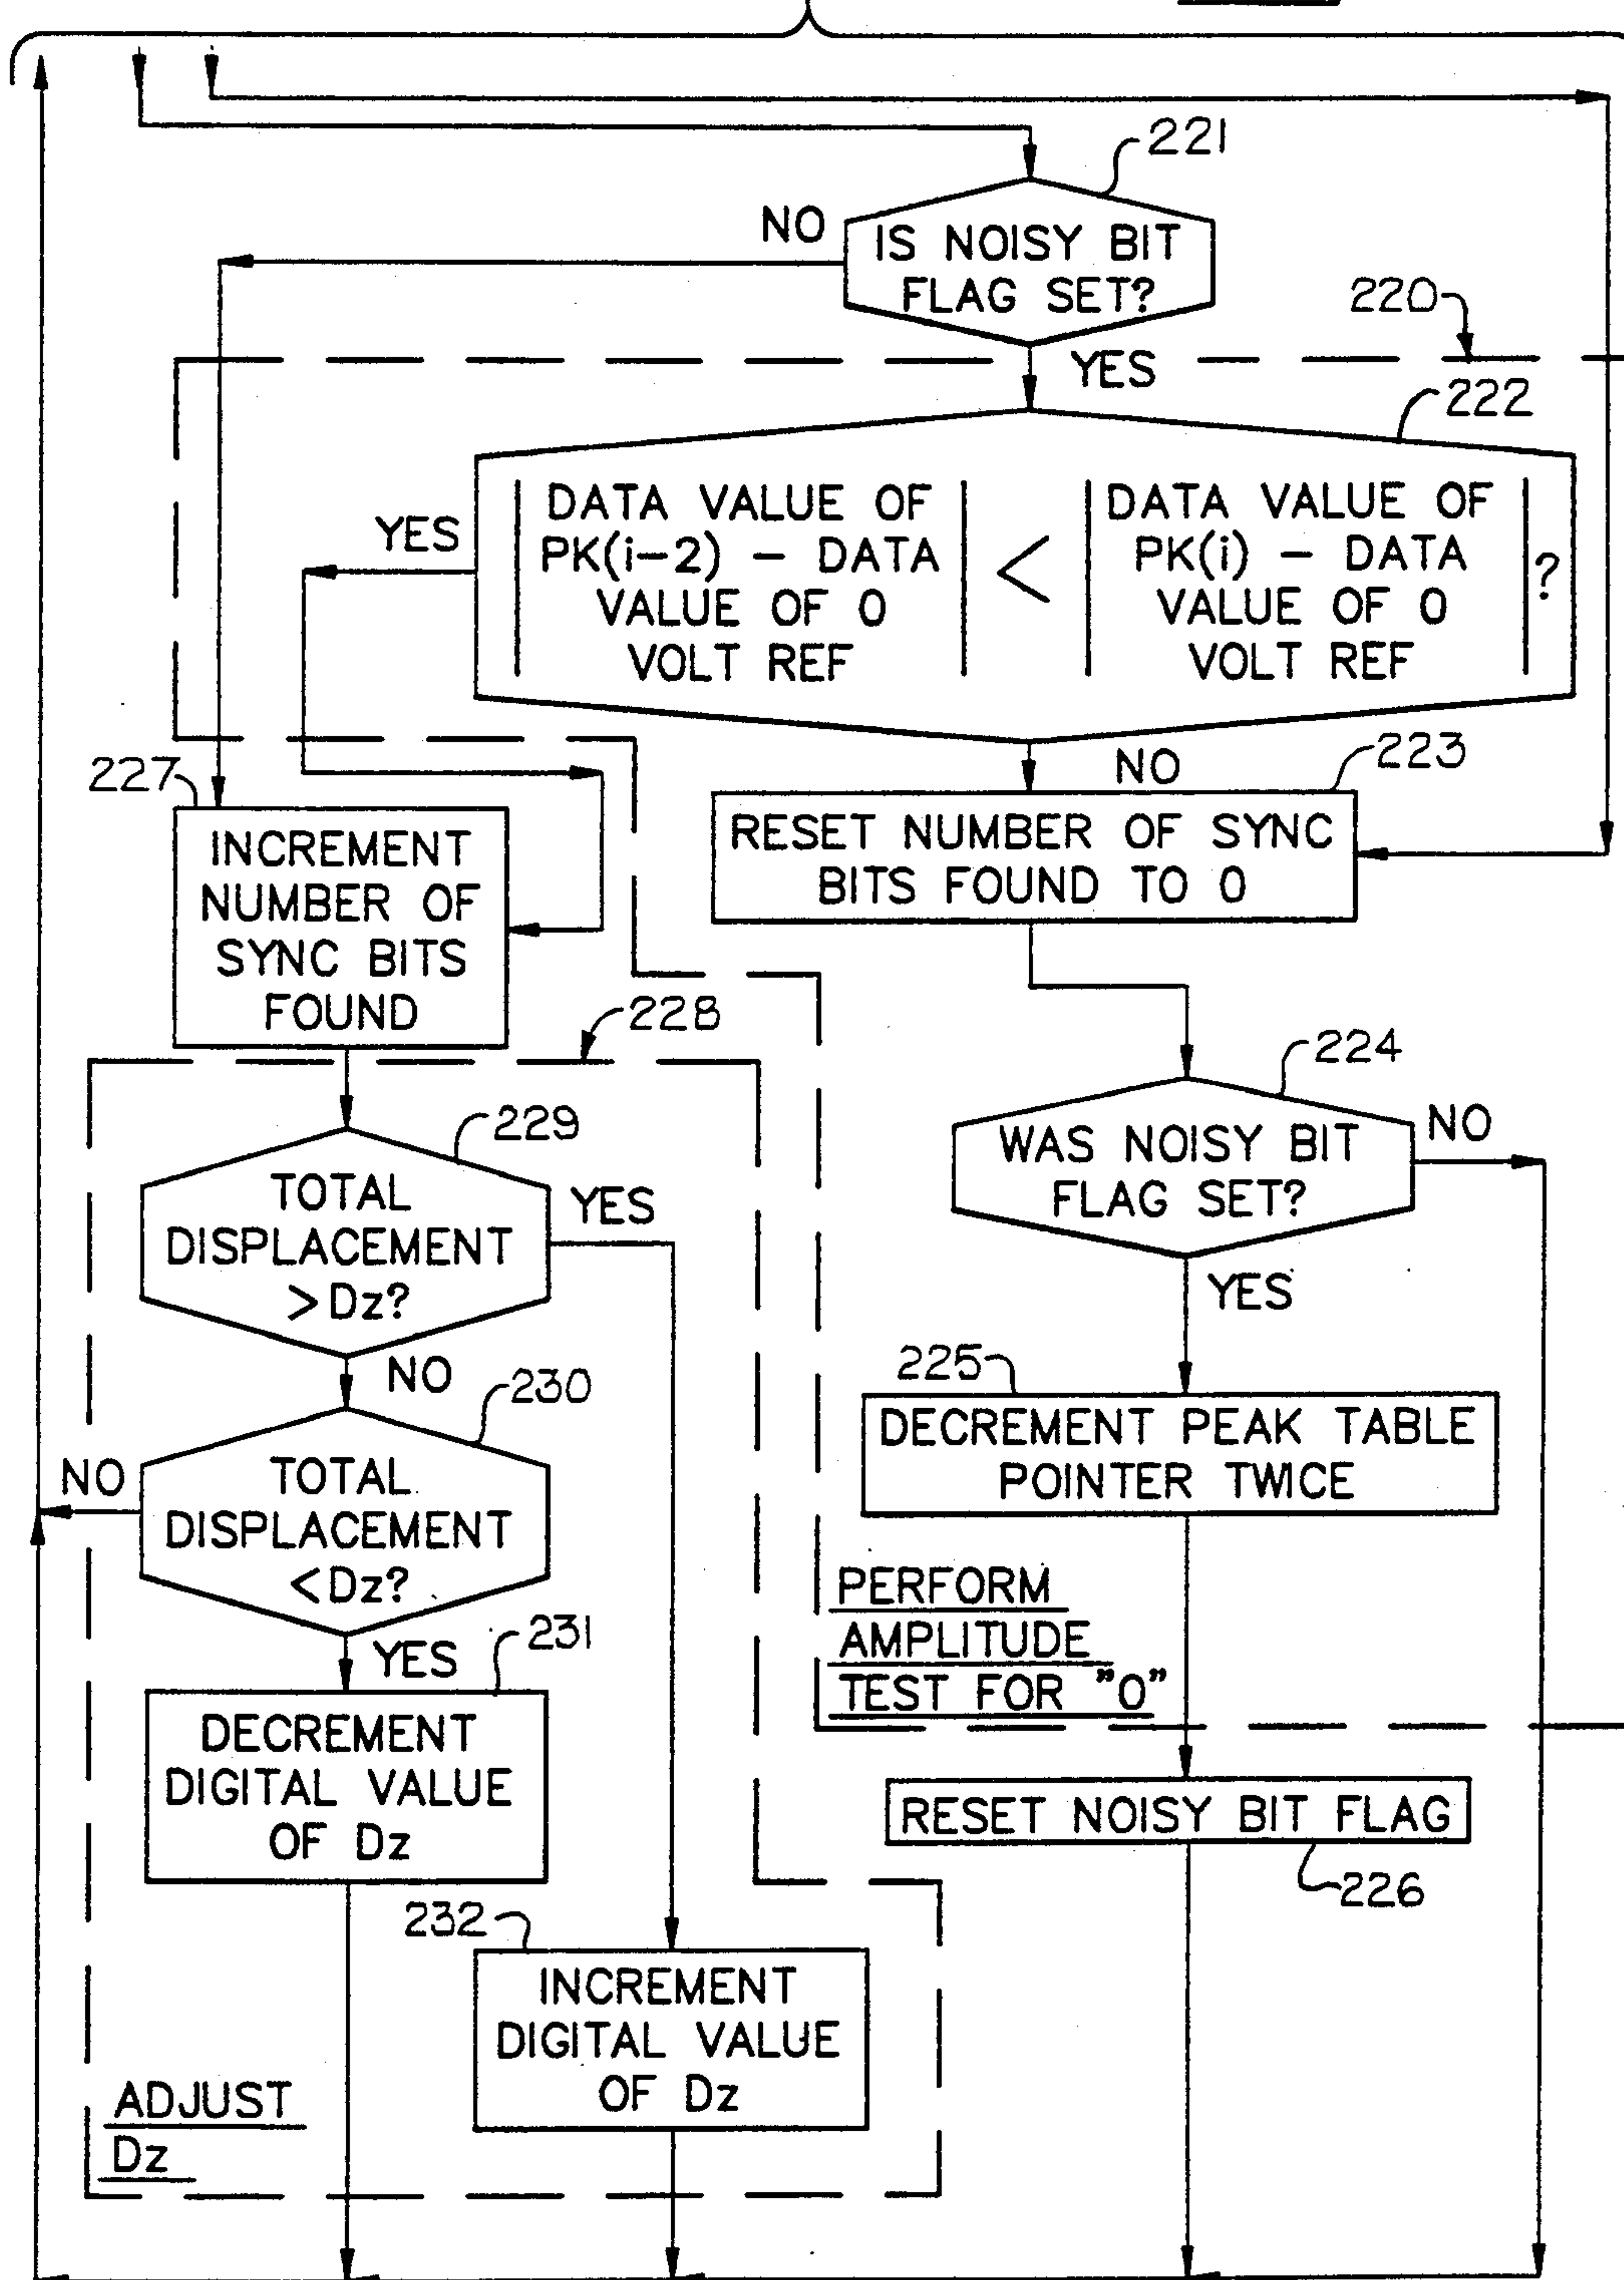 221
NO
IS NOISY BIT
FLAG SET?
220
YES
222
YES
DATA VALUE OF
PK(i-2) - DATA
VALUE OF 0
VOLT REF
<
DATA VALUE OF
PK(i) - DATA
VALUE OF 0
VOLT REF
?
NO
223
RESET NUMBER OF SYNC
BITS FOUND TO 0
227
INCREMENT
NUMBER OF
SYNC BITS
FOUND
228
224
WAS NOISY BIT
FLAG SET?
NO
YES
229
TOTAL
DISPLACEMENT
>Dz?
YES
NO
225
DECREMENT PEAK TABLE
POINTER TWICE
230
NO
TOTAL
DISPLACEMENT
<Dz?
YES
PERFORM
AMPLITUDE
TEST FOR "0"
231
DECREMENT
DIGITAL VALUE
OF Dz
RESET NOISY BIT FLAG
226
232
INCREMENT
DIGITAL VALUE
OF Dz
ADJUST
Dz